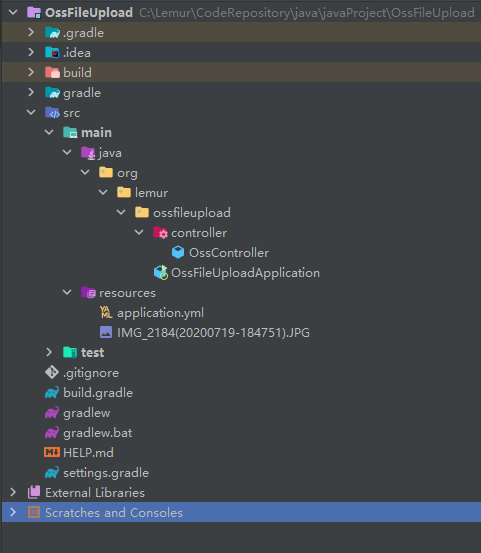 OssFileUpload C:\Lemur\CodeRepository\java\javaProject\OssFileUpload
.gradle
.idea
build
gradle
src
main
java
org
lemur
ossfileupload
controller
OssController
OssFileUploadApplication
resources
application.yml
IMG_2184(20200719-184751).JPG
test
.gitignore
build.gradle
gradlew
gradlew.bat
HELP.md
settings.gradle
External Libraries
Scratches and Consoles